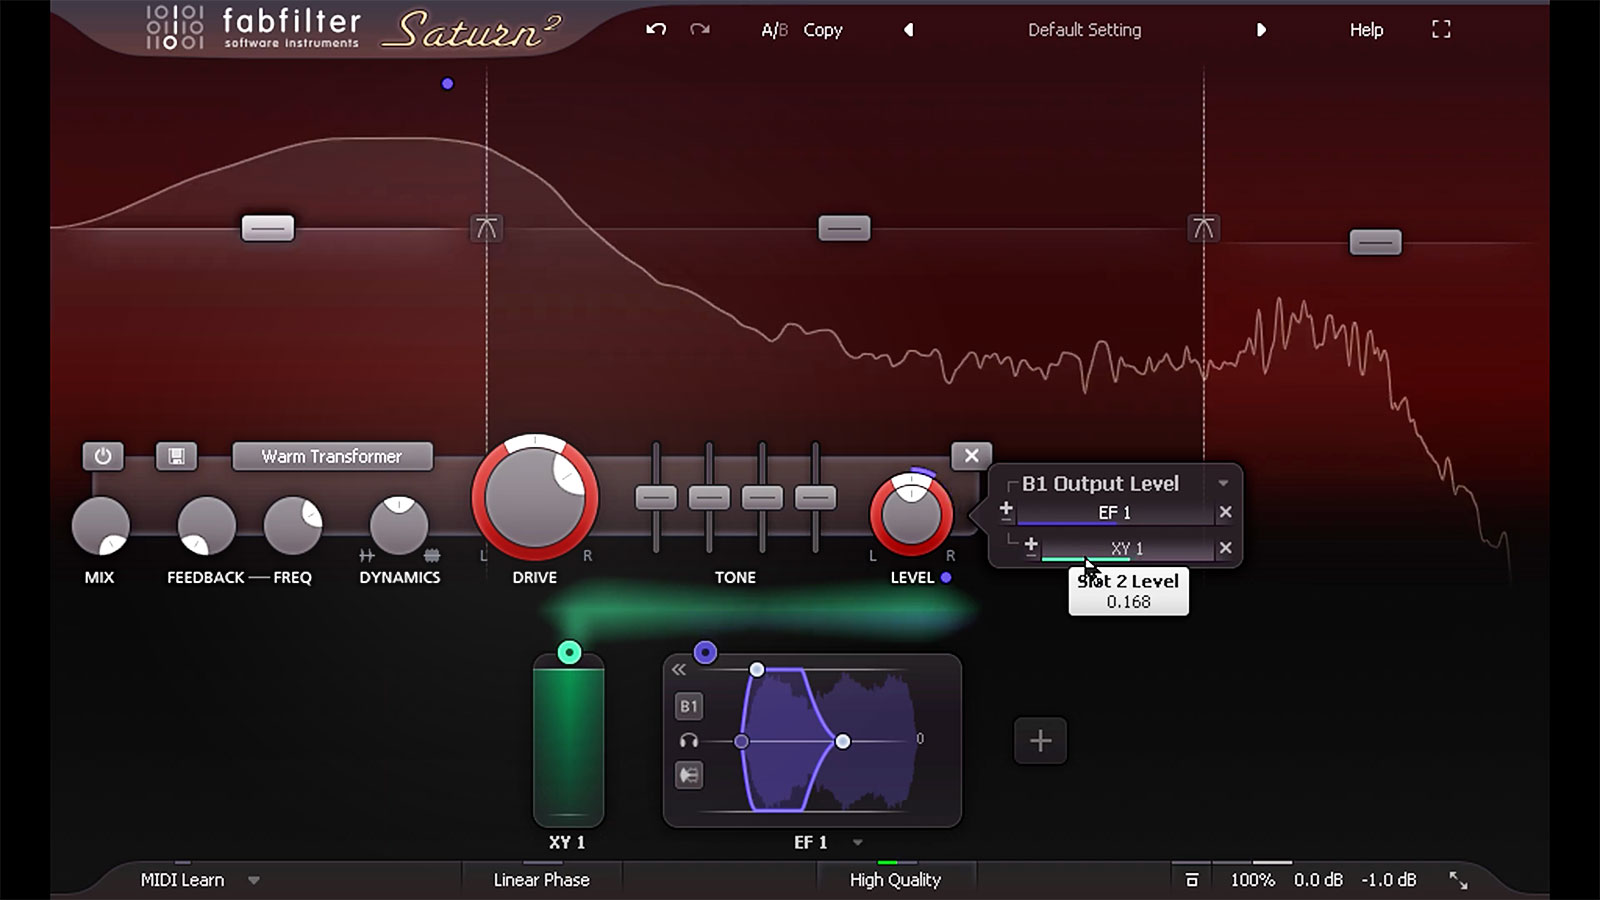 fabfilter
software instruments
Saturn 2
A/B Copy
Default Setting
Help
Warm Transformer
MIX
FEEDBACK — FREQ
DYNAMICS
L R
DRIVE
TONE
L R
LEVEL
B1 Output Level
EF 1
XY 1
Slot 2 Level
0.168
B1
0
XY 1
EF 1
MIDI Learn
Linear Phase
High Quality
100% 0.0 dB -1.0 dB